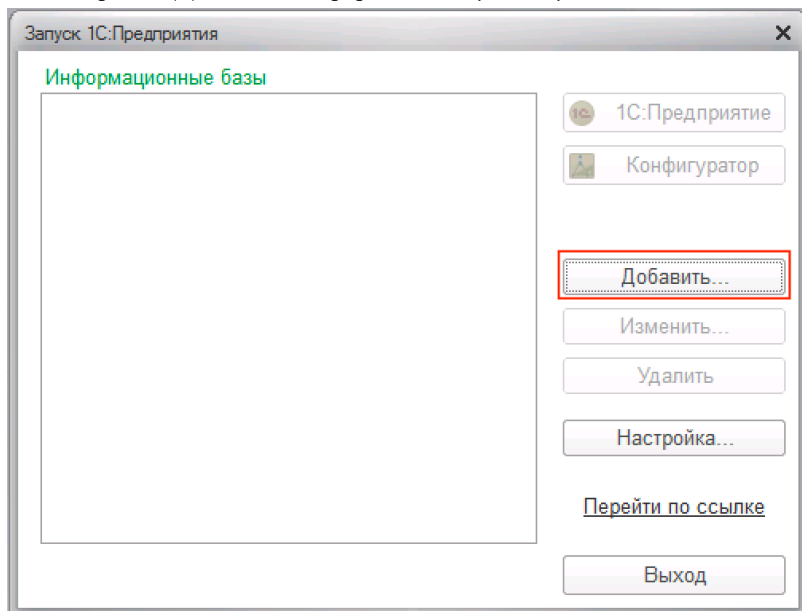 Запуск 1С:Предприятия
Информационные базы
1С:Предприятие
Конфигуратор
Добавить...
Изменить...
Удалить
Настройка...
Перейти по ссылке
Выход